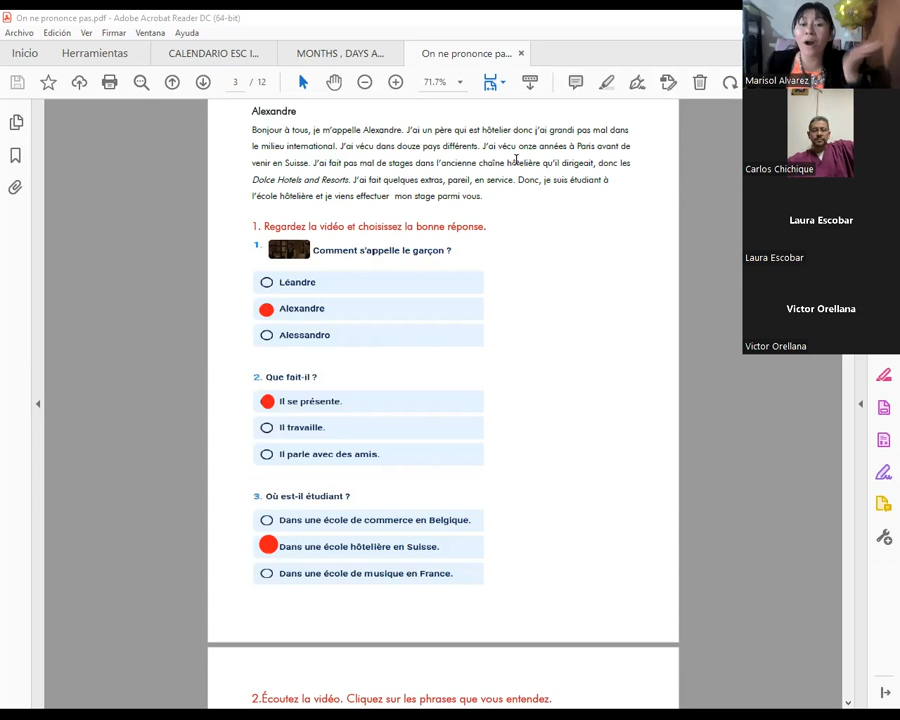 On ne prononce pas.pdf - Adobe Acrobat Reader DC (64-bit)
Archivo Edición Ver Firmar Ventana Ayuda
Inicio Herramientas CALENDARIO ESC I... MONTHS , DAYS A... On ne prononce pa... ×
3 / 12 71.7%
Alexandre
Bonjour à tous, je m'appelle Alexandre. J'ai un père qui est hôtelier donc j'ai grandi pas mal dans
le milieu international. J'ai vécu dans douze pays différents. J'ai vécu onze années à Paris avant de
venir en Suisse. J'ai fait pas mal de stages dans l'ancienne chaîne hôtelière qu'il dirigeait, donc les
Dolce Hotels and Resorts. J'ai fait quelques extras, pareil, en service. Donc, je suis étudiant à
l'école hôtelière et je viens effectuer mon stage parmi vous.
1. Regardez la vidéo et choisissez la bonne réponse.
1. Comment s'appelle le garçon ?
Léandre
Alexandre
Alessandro
2. Que fait-il ?
Il se présente.
Il travaille.
Il parle avec des amis.
3. Où est-il étudiant ?
Dans une école de commerce en Belgique.
Dans une école hôtelière en Suisse.
Dans une école de musique en France.
2.Écoutez la vidéo. Cliquez sur les phrases que vous entendez.
Marisol Alvarez
Carlos Chichique
Laura Escobar
Laura Escobar
Victor Orellana
Victor Orellana